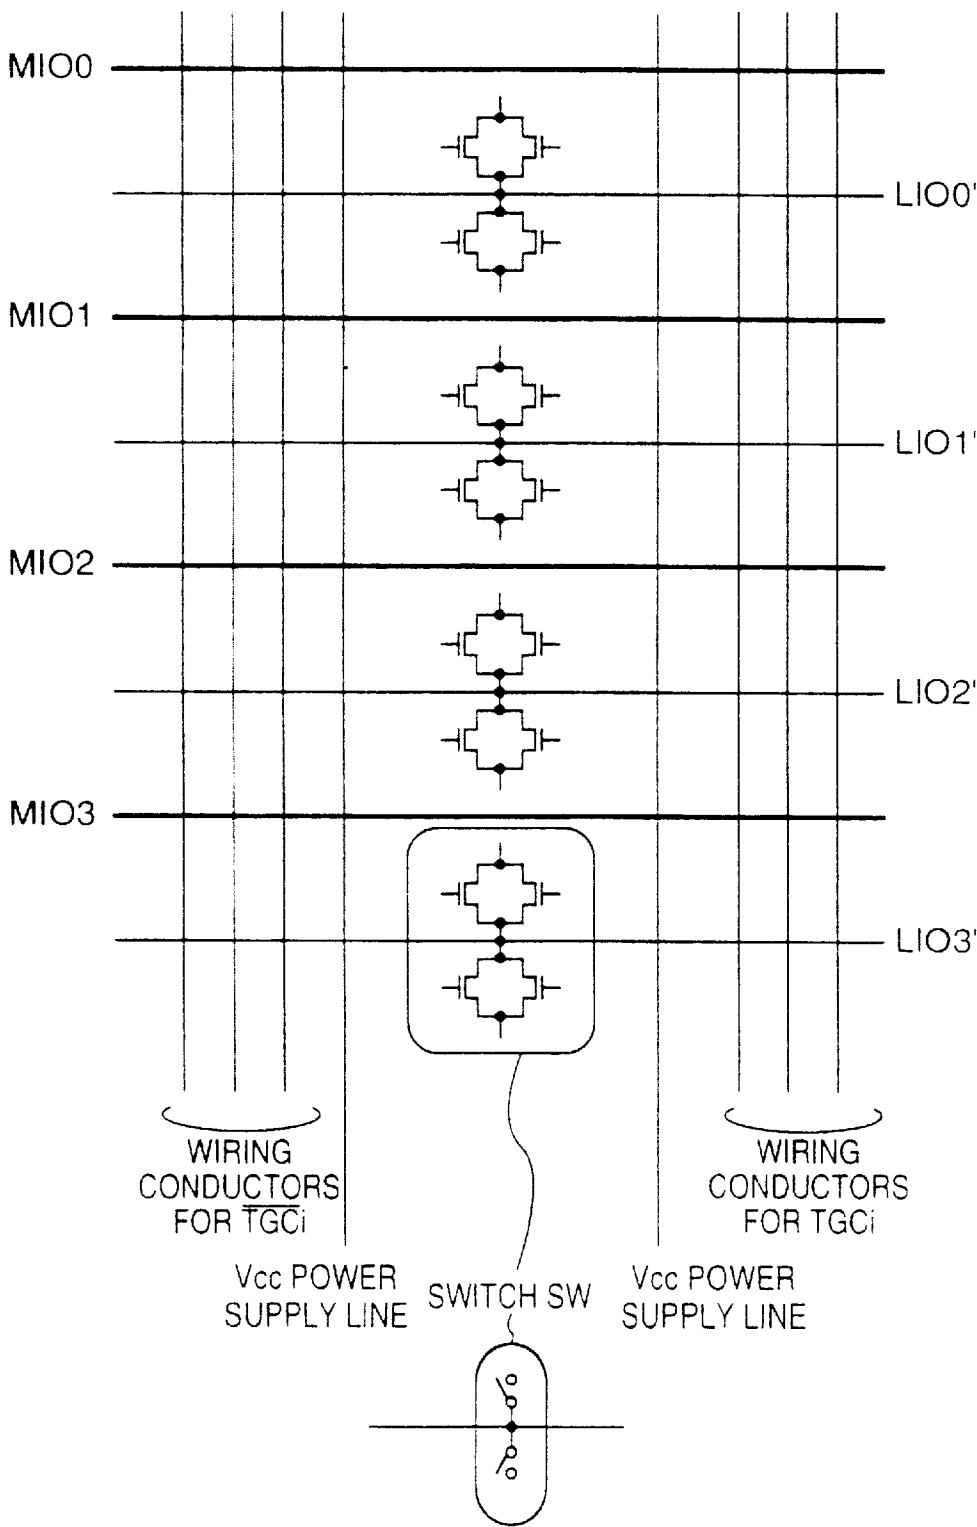 MIO0
LIO0'
MIO1
LIO1'
MIO2
LIO2'
MIO3
LIO3'
WIRING
CONDUCTORS
FOR T̅G̅C̅i
WIRING
CONDUCTORS
FOR TGCi
Vcc POWER
SUPPLY LINE
SWITCH SW
Vcc POWER
SUPPLY LINE